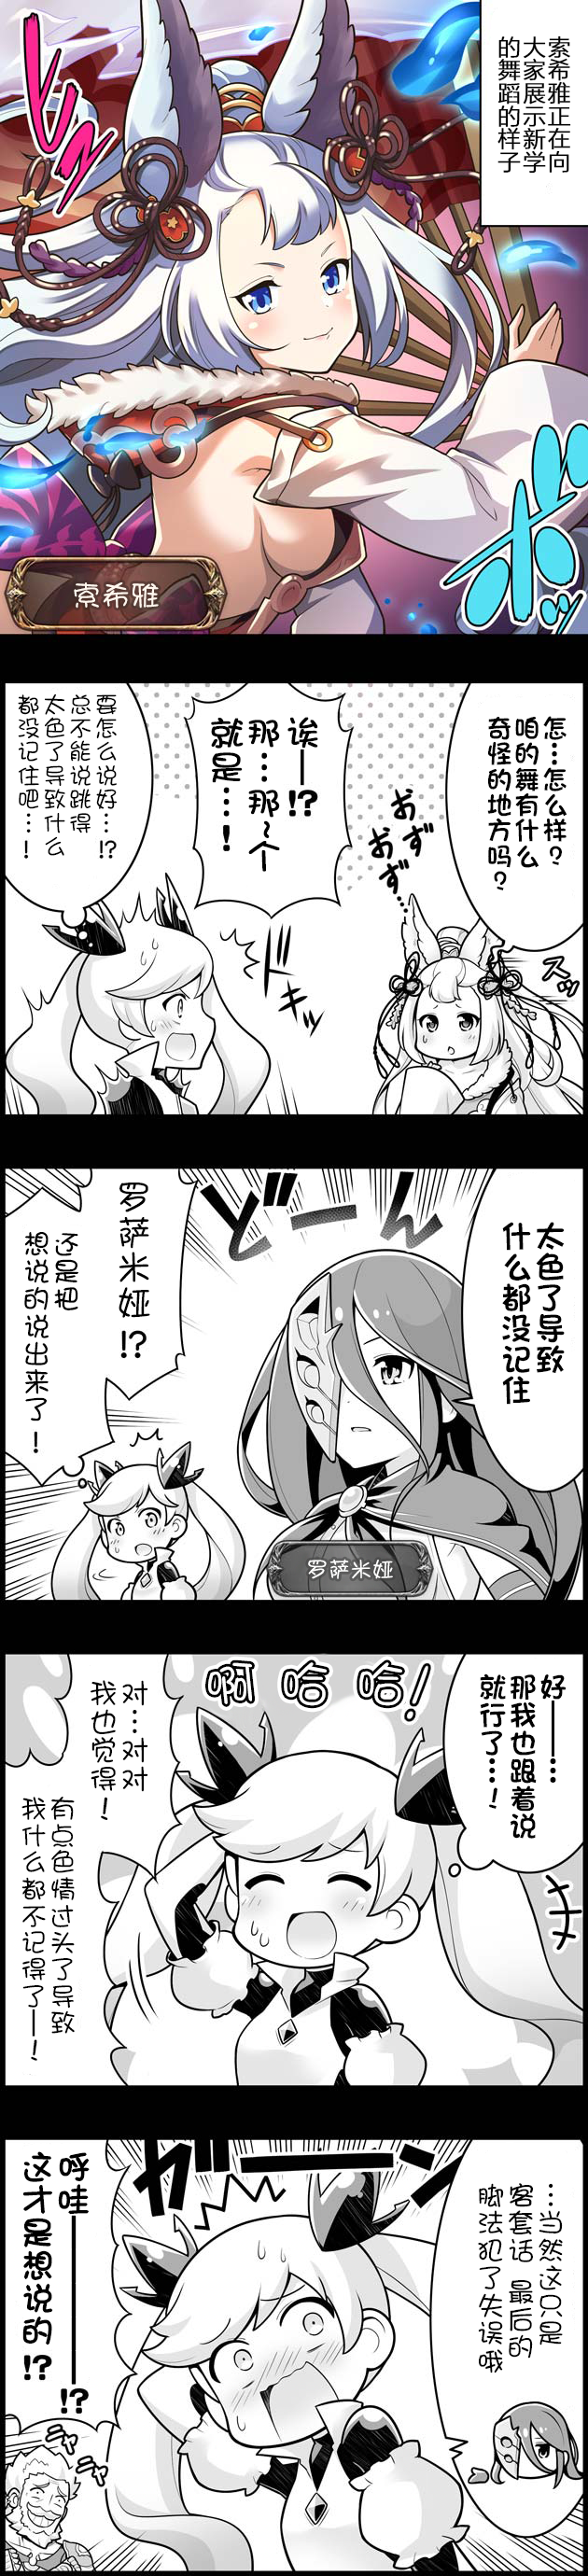 索希雅正在向
大家展示新学
的舞蹈的样子
ヒュン
ボボッ
索希雅
怎…怎么样?
咱的舞有什么
奇怪的地方吗?
スッ
おず
おず…
诶—!?
那…那~个
就是…!
ドキッ
要怎么说好…!?
总不能说跳得
太色了导致什么
都没记住吧…!
太色了导致
什么都没记住
どーん
罗萨米娅!?
还是把
想说的说出来了!
罗萨米娅
好——…
那我也跟着说
就行了…!
啊哈哈!
对…对对
我也觉得!
有点色情过头了导致
我什么都不记得了—!
…当然这只是
客套话 最后的
脚法犯了失误哦
ガーン
呼哇——!?
这才是想说的!?
ニヤ
ニヤ